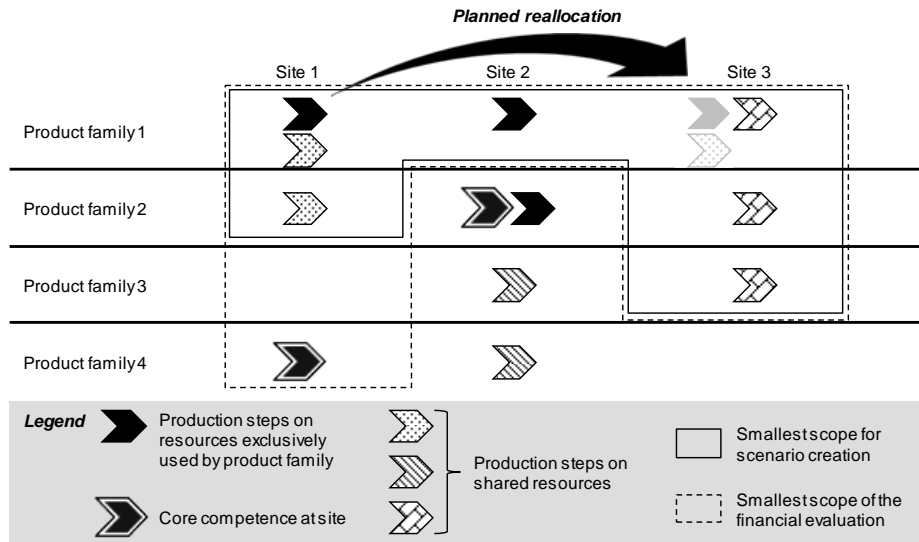 Planned reallocation
Site 1
Site 2
Site 3
Product family 1
Product family 2
Product family 3
Product family 4
Legend
Production steps on
resources exclusively
used by product family
Core competence at site
Production steps on
shared resources
Smallest scope for
scenario creation
Smallest scope of the
financial evaluation